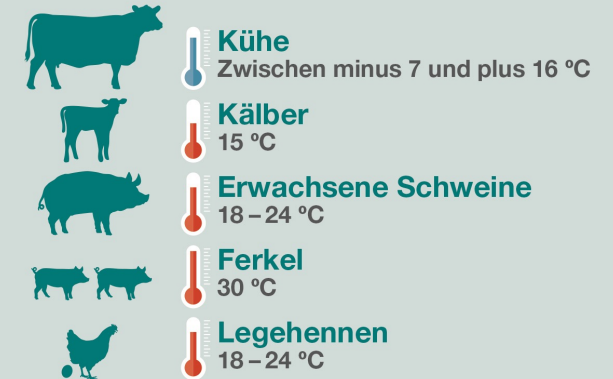 Kühe
Zwischen minus 7 und plus 16 ºC
Kälber
15 ºC
Erwachsene Schweine
18 – 24 ºC
Ferkel
30 ºC
Legehennen
18 – 24 ºC